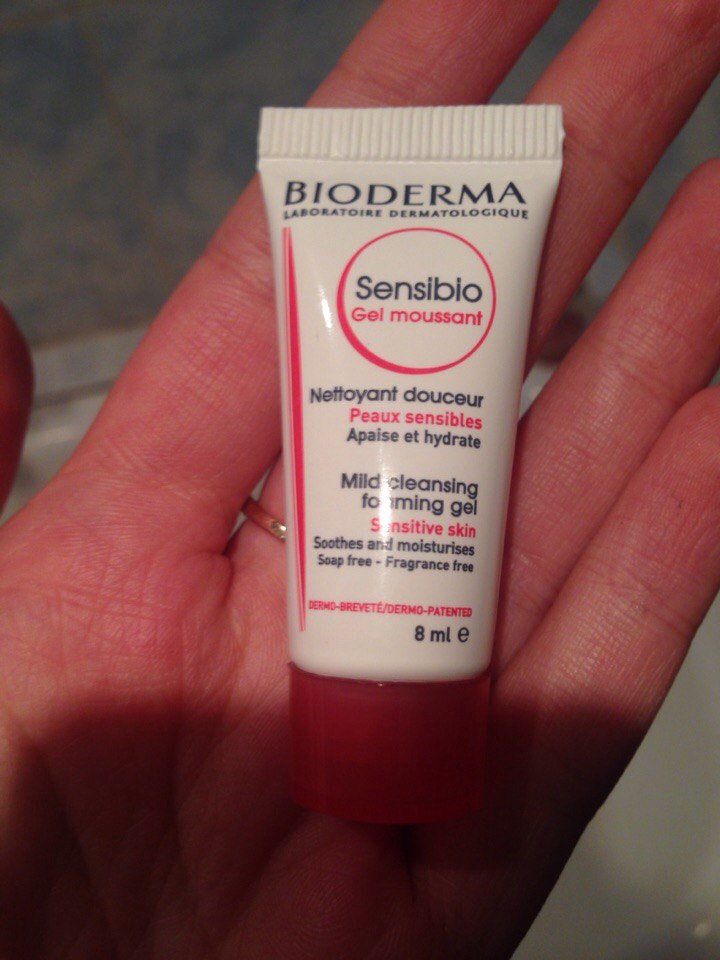 BIODERMA
LABORATOIRE DERMATOLOGIQUE
Sensibio
Gel moussant
Nettoyant douceur
Peaux sensibles
Apaise et hydrate
Mild cleansing
foaming gel
Sensitive skin
Soothes and moisturises
Soap free - Fragrance free
DERMO-BREVETÉ/DERMO-PATENTED
8 ml ℮